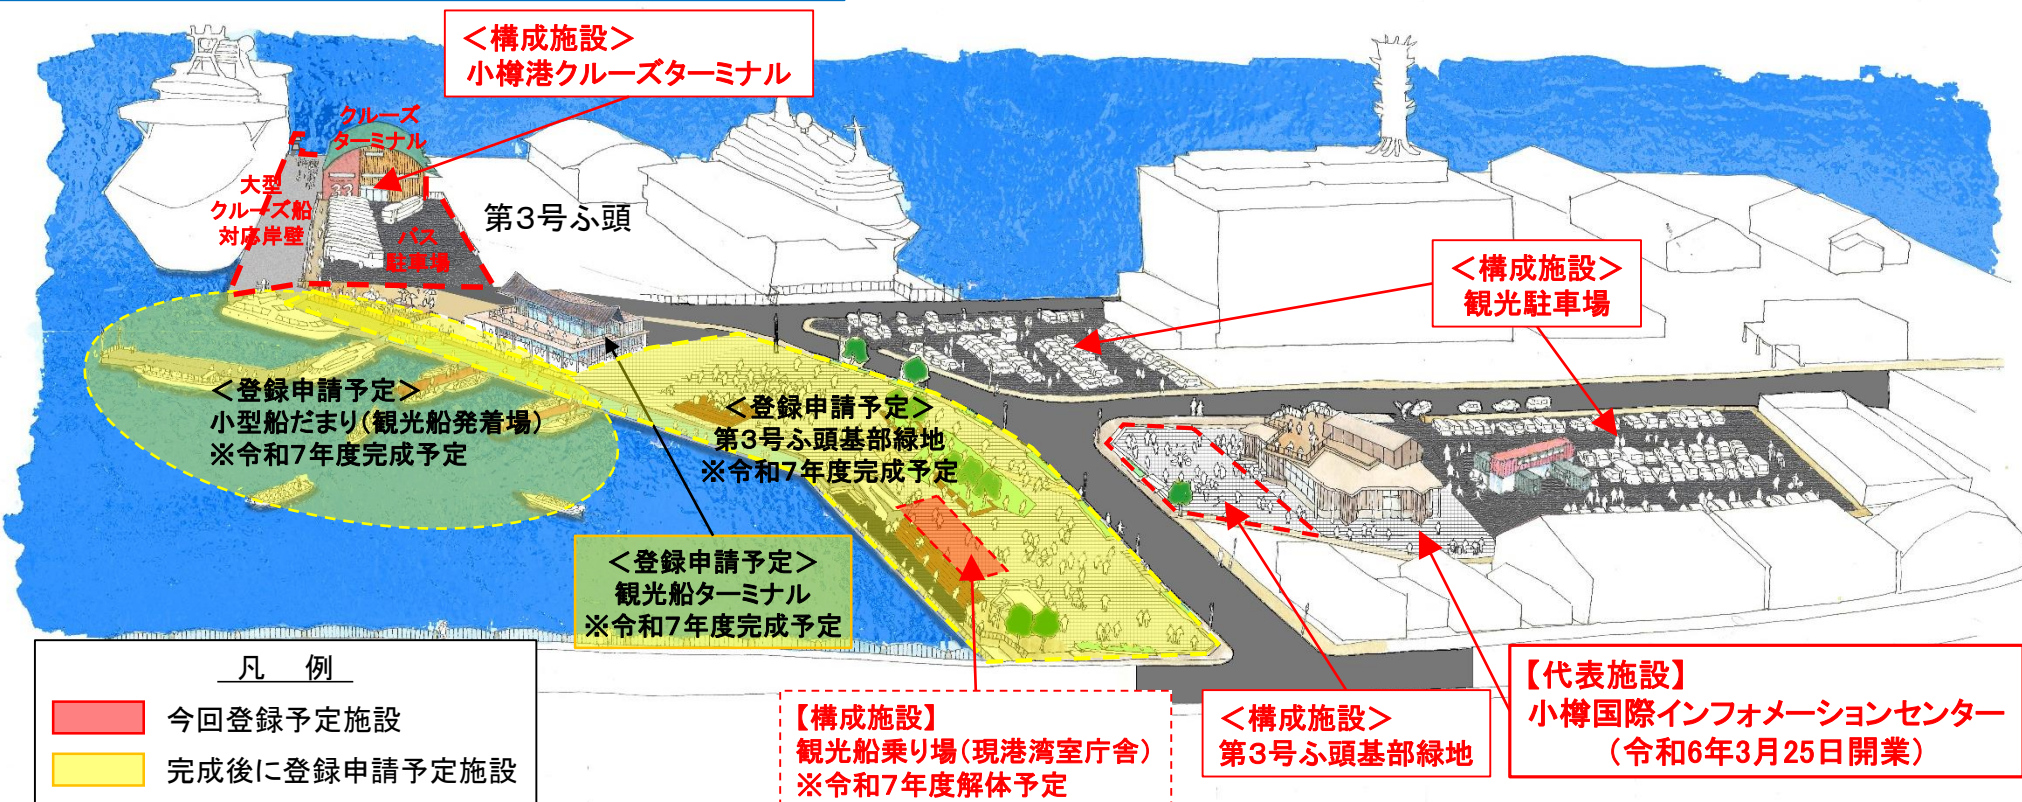 ＜構成施設＞
小樽港クルーズターミナル
クルーズ
ターミナル
大型
クルーズ船
対応岸壁
バス
駐車場
第3号ふ頭
＜構成施設＞
観光駐車場
＜登録申請予定＞
小型船だまり(観光船発着場)
※令和7年度完成予定
＜登録申請予定＞
第3号ふ頭基部緑地
※令和7年度完成予定
＜登録申請予定＞
観光船ターミナル
※令和7年度完成予定
凡 例
今回登録予定施設
完成後に登録申請予定施設
【構成施設】
観光船乗り場(現港湾室庁舎)
※令和7年度解体予定
＜構成施設＞
第3号ふ頭基部緑地
【代表施設】
小樽国際インフォメーションセンター
(令和6年3月25日開業)